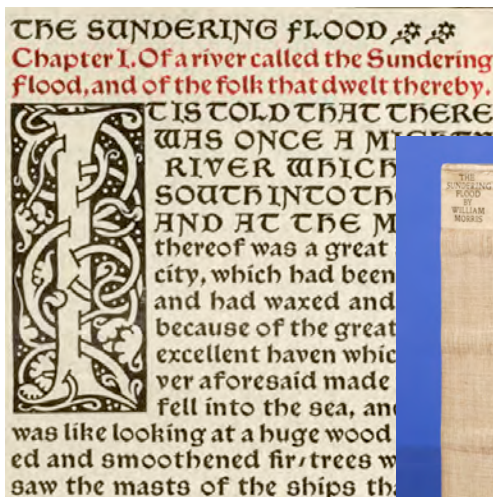 THE SUNDERING FLOOD
Chapter I. Of a river called the Sundering
Flood, and of the folk that dwelt thereby.
IT IS TOLD THAT THERE
WAS ONCE A MIGHTY
RIVER WHICH
SOUTH INTO TH
AND AT THE M
thereof was a great
city, which had been
and had waxed and
because of the great
excellent haven whic
ver aforesaid made
fell into the sea, an
was like looking at a huge wood
ed and smoothened fir-trees w
saw the masts of the ships tha
THE
SUNDERING
FLOOD
BY
WILLIAM
MORRIS